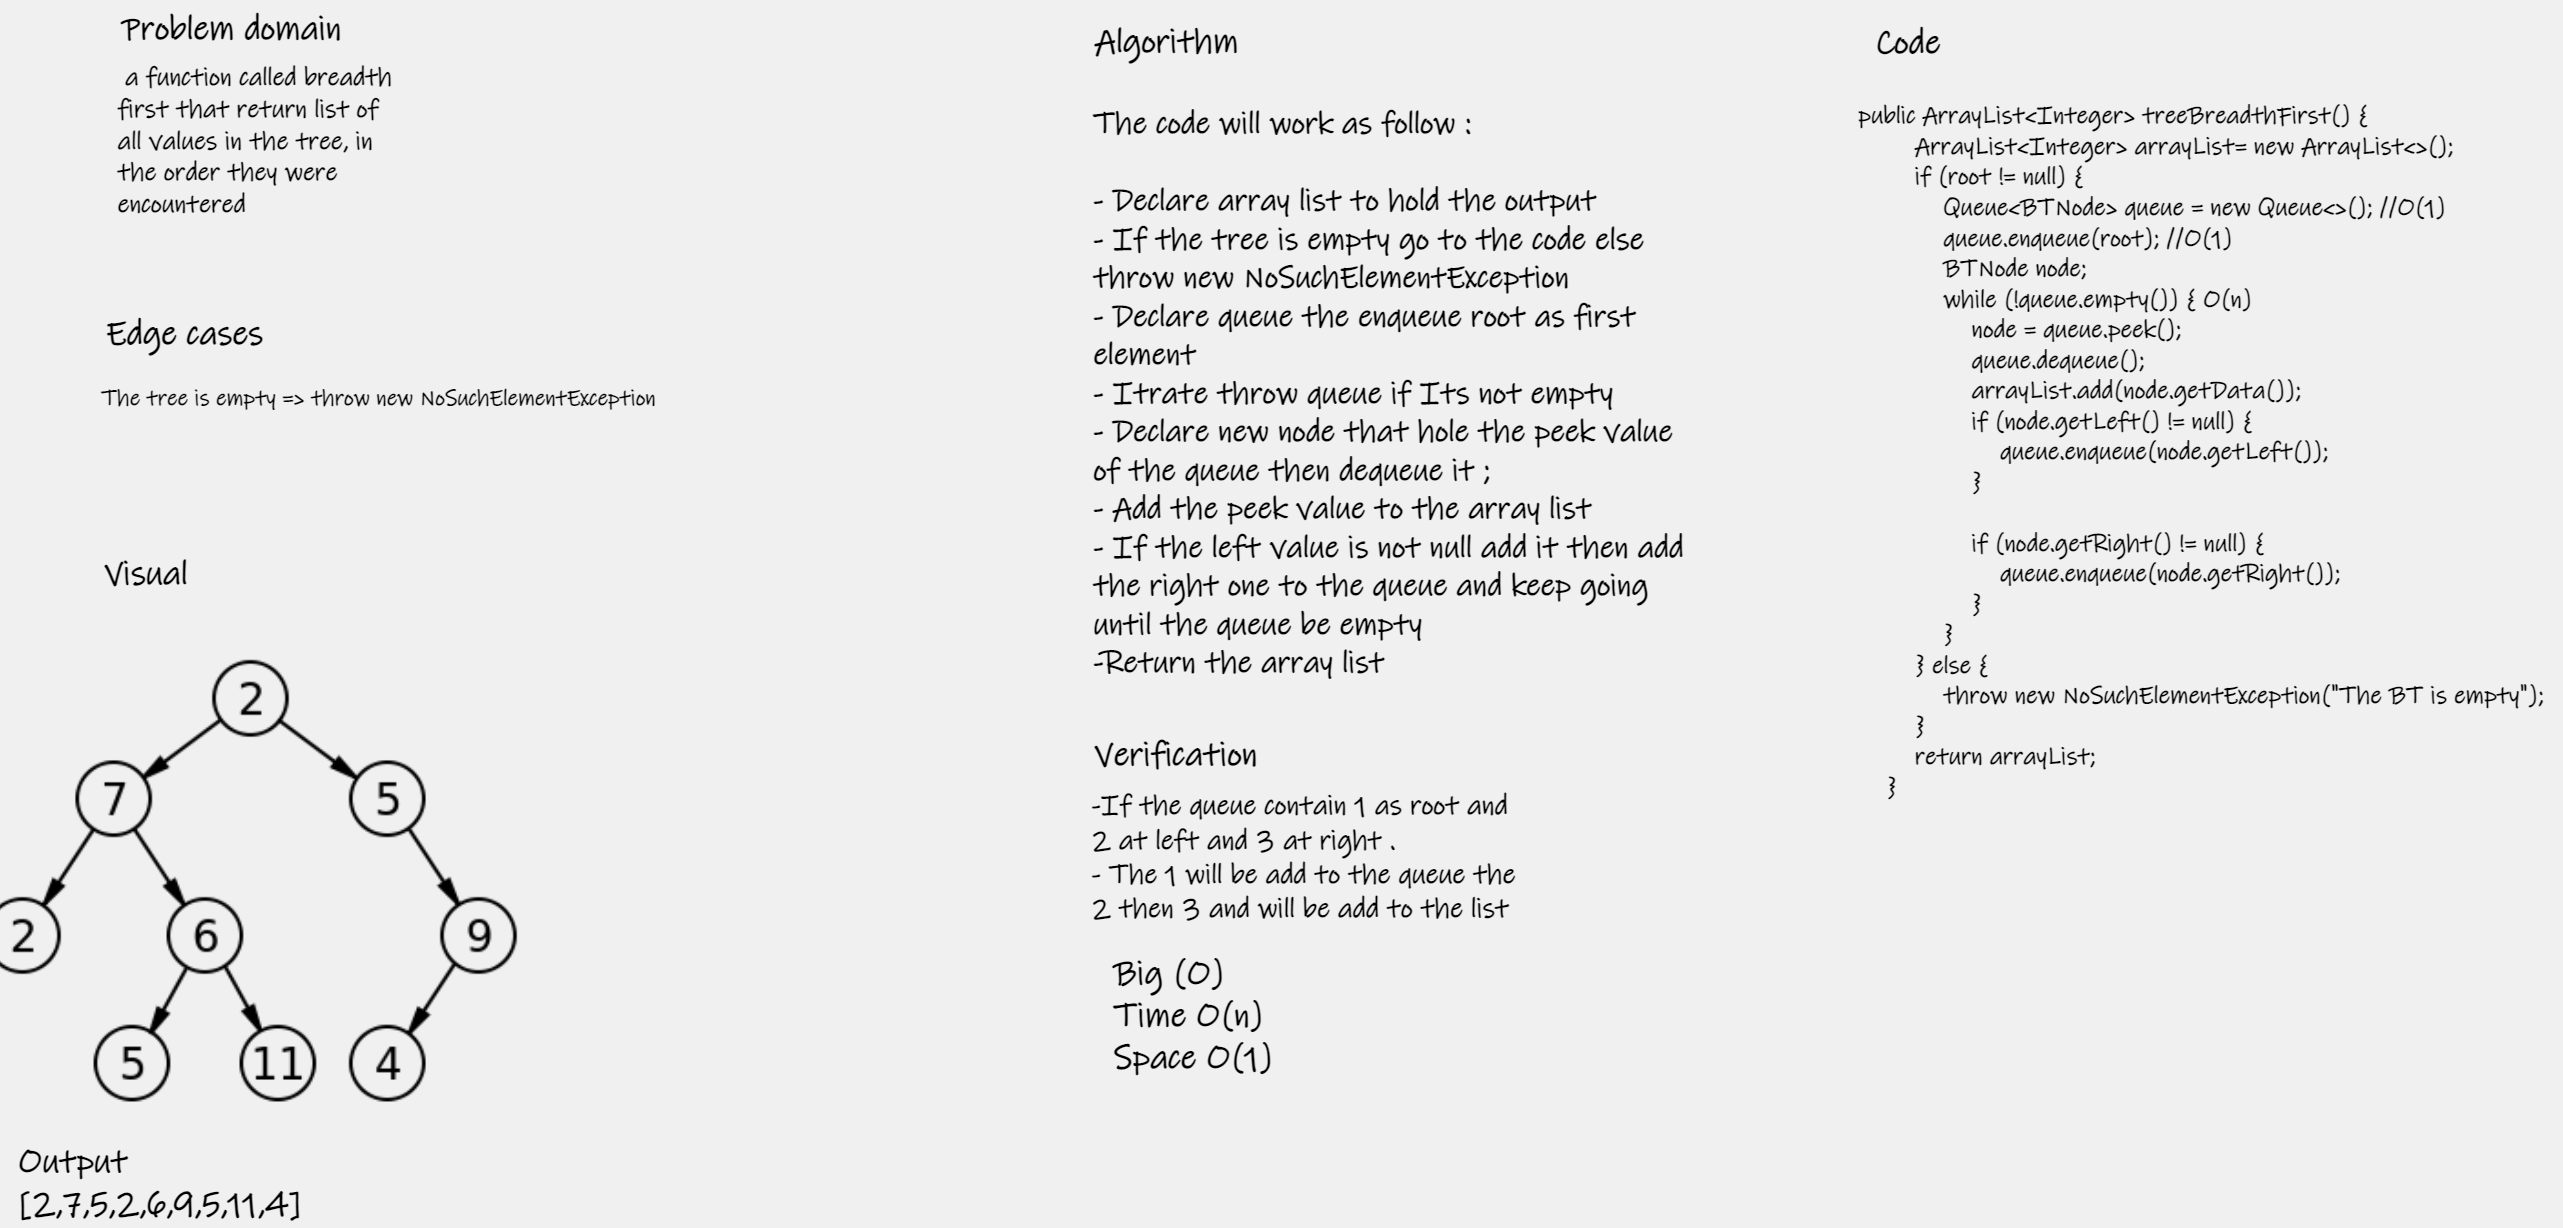 Problem domain
a function called breadth
first that return list of
all values in the tree, in
the order they were
encountered
Edge cases
The tree is empty => throw new NoSuchElementException
Visual
2
7
5
2
6
9
5
11
4
Output
[2,7,5,2,6,9,5,11,4]
Algorithm
The code will work as follow :
- Declare array list to hold the output
- If the tree is empty go to the code else
throw new NoSuchElementException
- Declare queue the enqueue root as first
element
- Itrate throw queue if Its not empty
- Declare new node that hole the peek value
of the queue then dequeue it ;
- Add the peek value to the array list
- If the left value is not null add it then add
the right one to the queue and keep going
until the queue be empty
-Return the array list
Verification
-If the queue contain 1 as root and
2 at left and 3 at right .
- The 1 will be add to the queue the
2 then 3 and will be add to the list
Big (O)
Time O(n)
Space O(1)
Code
public ArrayList<Integer> treeBreadthFirst() {
ArrayList<Integer> arrayList= new ArrayList<>();
if (root != null) {
Queue<BTNode> queue = new Queue<>(); //O(1)
queue.enqueue(root); //O(1)
BTNode node;
while (!queue.empty()) { O(n)
node = queue.peek();
queue.dequeue();
arrayList.add(node.getData());
if (node.getLeft() != null) {
queue.enqueue(node.getLeft());
}
if (node.getRight() != null) {
queue.enqueue(node.getRight());
}
}
} else {
throw new NoSuchElementException("The BT is empty");
}
return arrayList;
}